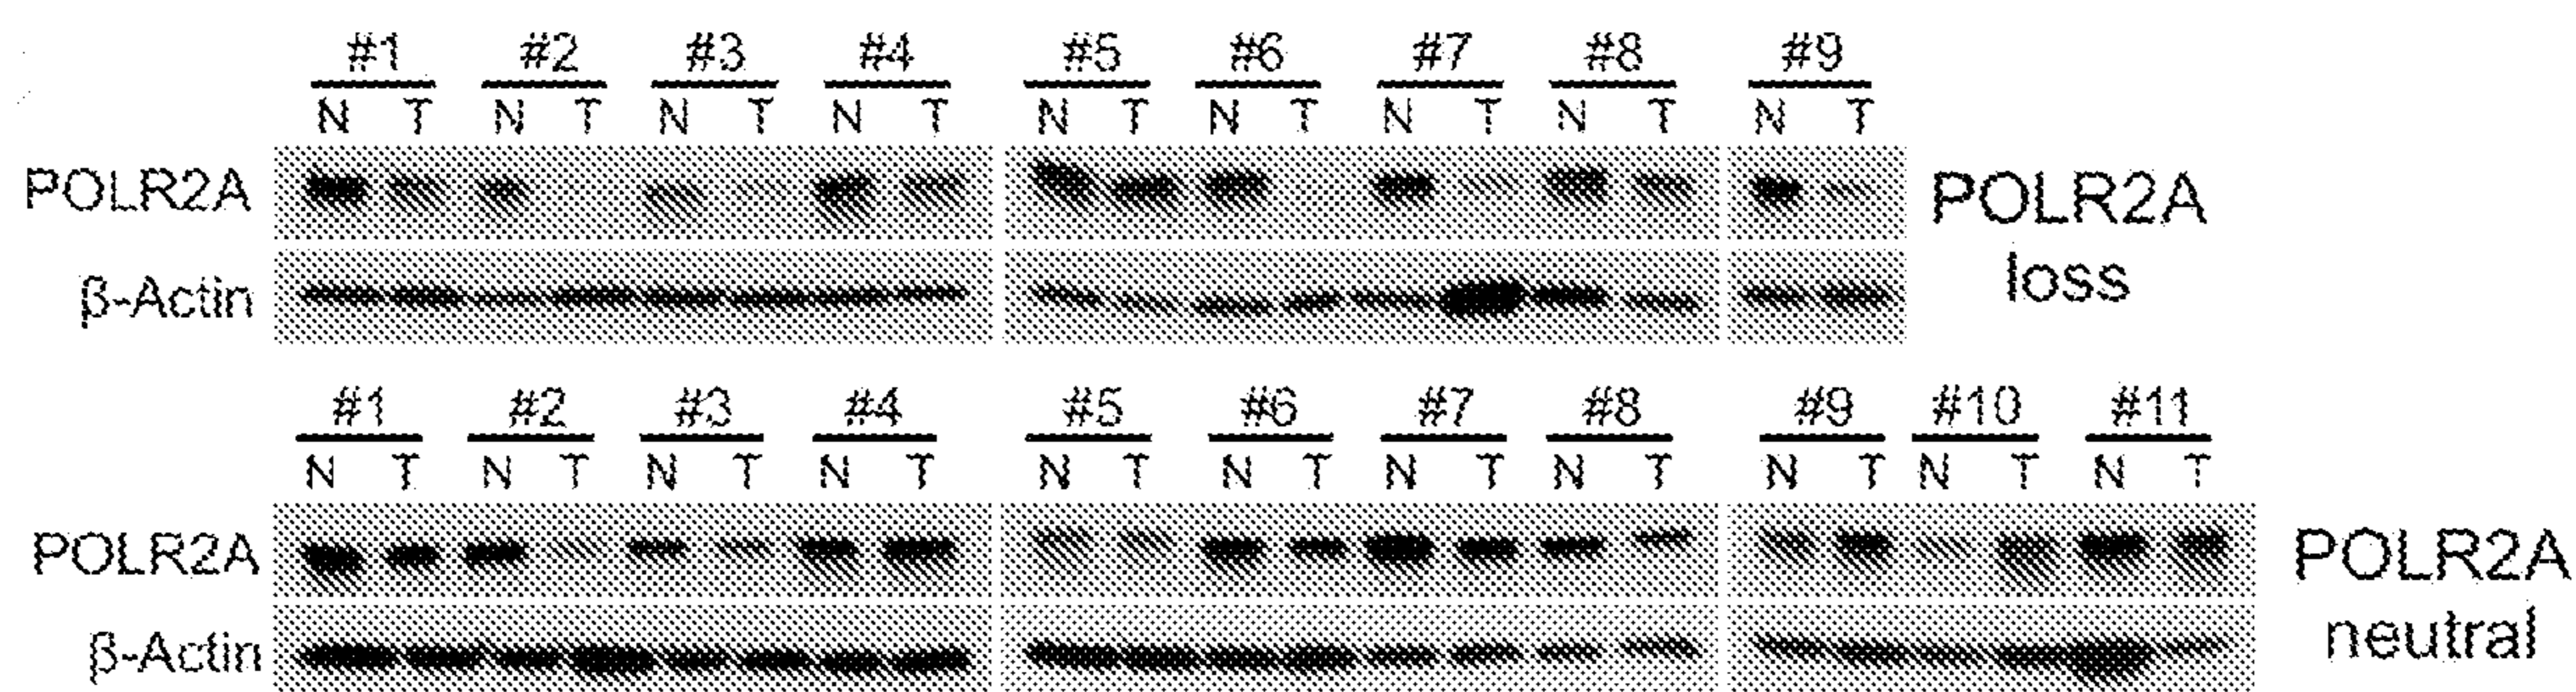 #1 #2 #3 #4 #5 #6 #7 #8 #9
N T N T N T N T N T N T N T N T N T
POLR2A
β-Actin
POLR2A
loss
#1 #2 #3 #4 #5 #6 #7 #8 #9 #10 #11
N T N T N T N T N T N T N T N T N T N T N T
POLR2A
β-Actin
POLR2A
neutral